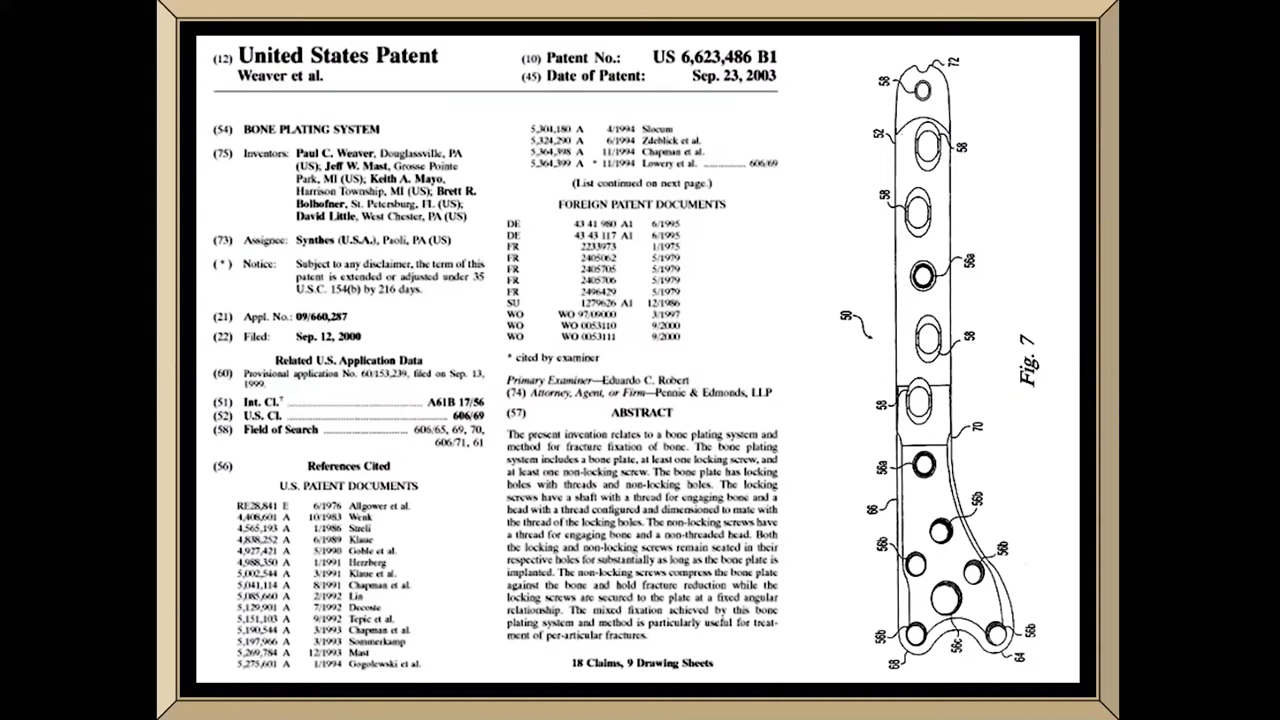 (12) United States Patent
Weaver et al.
(10) Patent No.: US 6,623,486 B1
(45) Date of Patent: Sep. 23, 2003
(54) BONE PLATING SYSTEM
(75) Inventors: Paul C. Weaver, Douglassville, PA
(US); Jeff W. Mast, Grosse Pointe
Park, MI (US); Keith A. Mayo,
Harrison Township, MI (US); Brett R.
Bolhofner, St. Petersburg, FL (US);
David Little, West Chester, PA (US)
(73) Assignee: Synthes (U.S.A.), Paoli, PA (US)
( * ) Notice: Subject to any disclaimer, the term of this
patent is extended or adjusted under 35
U.S.C. 154(b) by 216 days.
(21) Appl. No.: 09/660,287
(22) Filed: Sep. 12, 2000
Related U.S. Application Data
(60) Provisional application No. 60/153,239, filed on Sep. 13,
1999.
(51) Int. Cl.7 A61B 17/56
(52) U.S. Cl. 606/69
(58) Field of Search 606/65, 69, 70,
606/71, 61
(56) References Cited
U.S. PATENT DOCUMENTS
RE28,841 E 6/1976 Allgower et al.
4,408,601 A 10/1983 Wenk
4,565,193 A 1/1986 Streli
4,838,252 A 6/1989 Klaue
4,927,421 A 5/1990 Goble et al.
4,988,350 A 1/1991 Herzberg
5,002,544 A 3/1991 Klaue et al.
5,041,114 A 8/1991 Chapman et al.
5,085,660 A 2/1992 Lin
5,129,901 A 7/1992 Decoste
5,151,103 A 9/1992 Tepic et al.
5,190,544 A 3/1993 Chapman et al.
5,197,966 A 3/1993 Sommerkamp
5,269,784 A 12/1993 Mast
5,275,601 A 1/1994 Gogolewski et al.
5,304,180 A 4/1994 Slocum
5,324,290 A 6/1994 Zdeblick et al.
5,364,398 A 11/1994 Chapman et al.
5,364,399 A * 11/1994 Lowery et al. 606/69
(List continued on next page.)
FOREIGN PATENT DOCUMENTS
DE 43 41 980 A1 6/1995
DE 43 43 117 A1 6/1995
FR 2233973 1/1975
FR 2405062 5/1979
FR 2405705 5/1979
FR 2405706 5/1979
FR 2496429 5/1979
SU 1279626 A1 12/1986
WO WO 97/09000 3/1997
WO WO 0053110 9/2000
WO WO 0053111 9/2000
* cited by examiner
Primary Examiner—Eduardo C. Robert
(74) Attorney, Agent, or Firm—Pennie & Edmonds, LLP
(57) ABSTRACT
The present invention relates to a bone plating system and
method for fracture fixation of bone. The bone plating
system includes a bone plate, at least one locking screw, and
at least one non-locking screw. The bone plate has locking
holes with threads and non-locking holes. The locking
screws have a shaft with a thread for engaging bone and a
head with a thread configured and dimensioned to mate with
the thread of the locking holes. The non-locking screws have
a thread for engaging bone and a non-threaded head. Both
the locking and non-locking screws remain seated in their
respective holes for substantially as long as the bone plate is
implanted. The non-locking screws compress the bone plate
against the bone and hold fracture reduction while the
locking screws are secured to the plate at a fixed angular
relationship. The mixed fixation achieved by this bone
plating system and method is particularly useful for treat-
ment of per-articular fractures.
18 Claims, 9 Drawing Sheets
72
58
52
58
58
56a
50
58
Fig. 7
58
70
56a
66
56b
56b
56b
56b
56c
56b
68
64